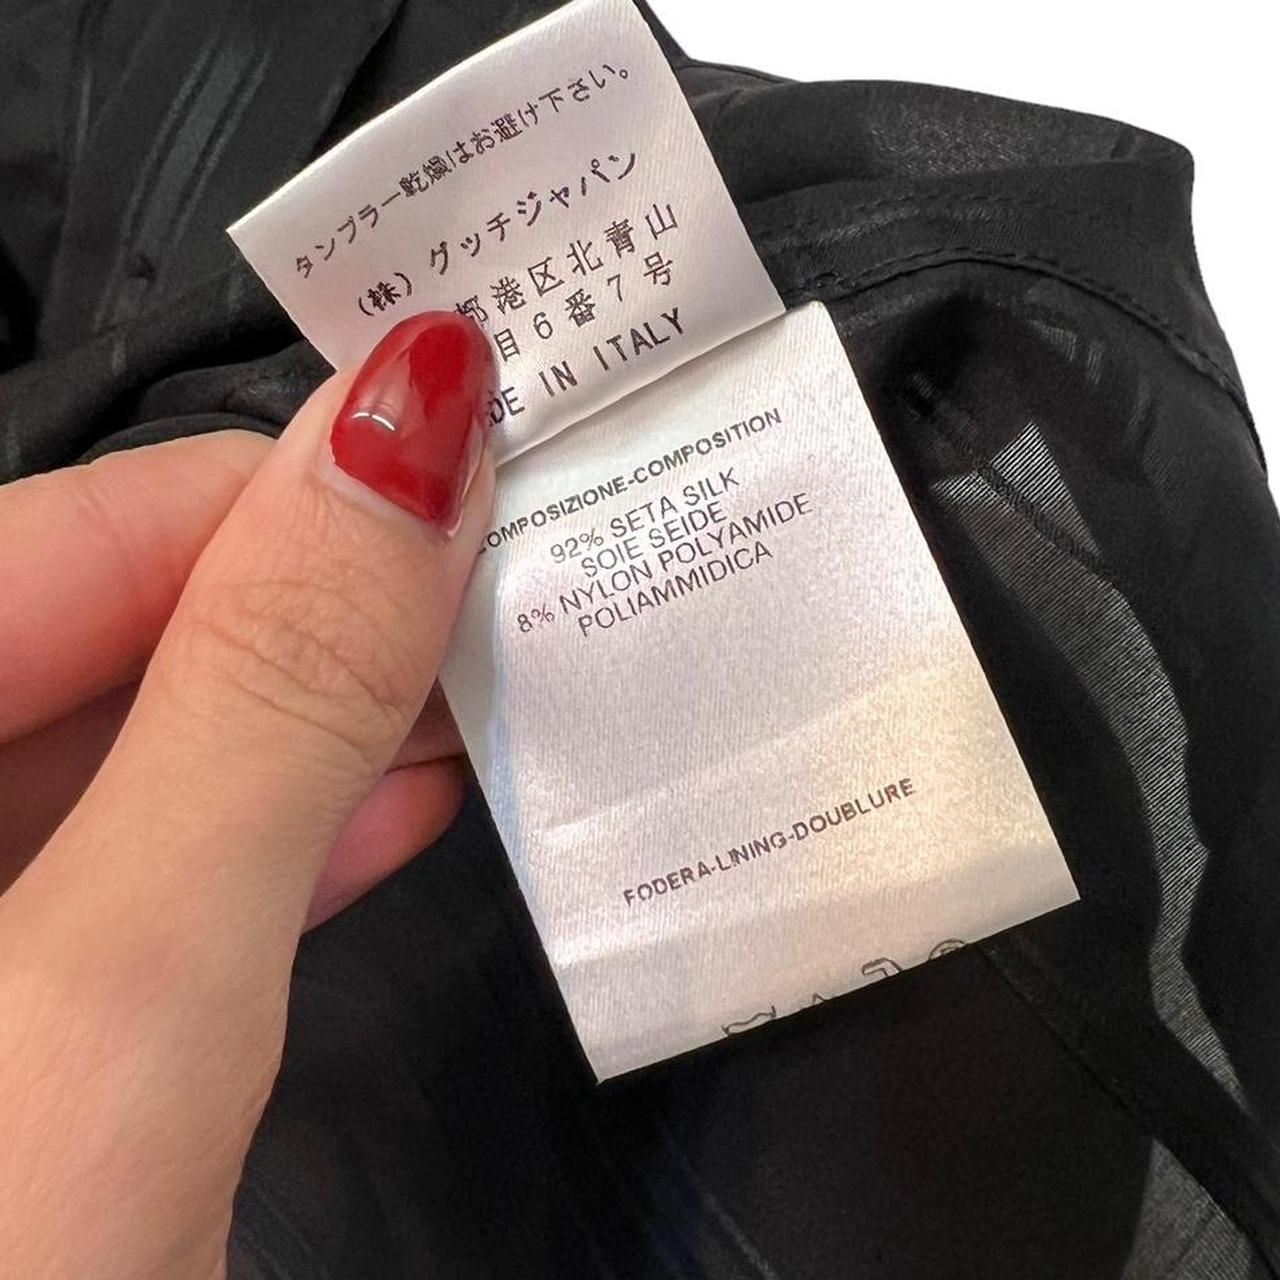 タンブラー乾燥はお避け下さい。
(株) グッチジャパン
都港区北青山
目6番7号
DE IN ITALY
COMPOSIZIONE-COMPOSITION
92% SETA SILK
SOIE SEIDE
8% NYLON POLYAMIDE
POLIAMMIDICA
FODERA-LINING-DOUBLURE